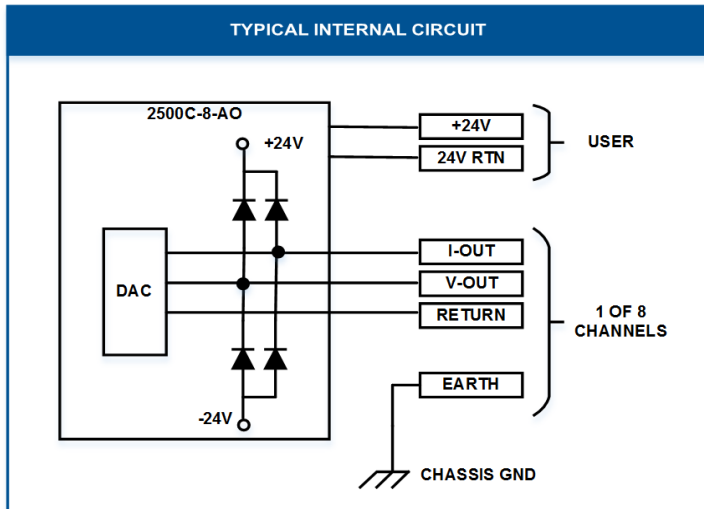 TYPICAL INTERNAL CIRCUIT
2500C-8-AO
+24V
+24V
24V RTN
USER
DAC
I-OUT
V-OUT
RETURN
EARTH
1 OF 8
CHANNELS
-24V
CHASSIS GND